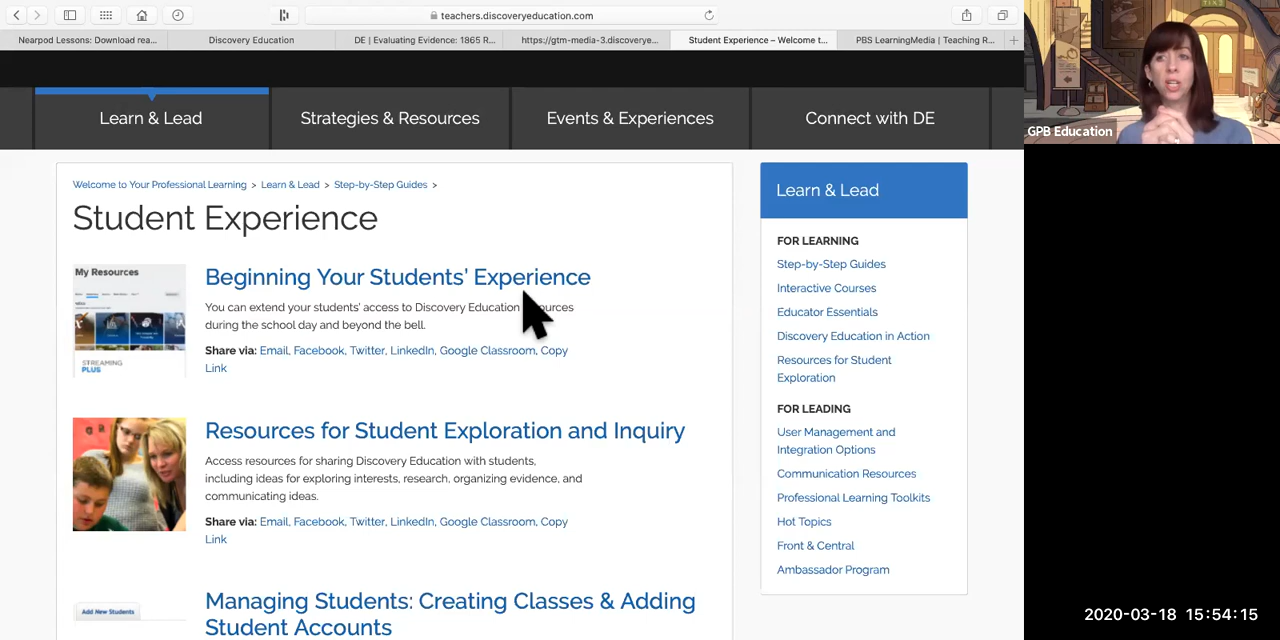 teachers.discoveryeducation.com
Nearpod Lessons: Download rea...
Discovery Education
DE | Evaluating Evidence: 1865 R...
https://gtm-media-3.discoverye...
Student Experience – Welcome t...
PBS LearningMedia | Teaching R...
GPB Education
Learn & Lead
Strategies & Resources
Events & Experiences
Connect with DE
Welcome to Your Professional Learning > Learn & Lead > Step-by-Step Guides >
Student Experience
My Resources
STREAMING
PLUS
Beginning Your Students' Experience
You can extend your students' access to Discovery Education
during the school day and beyond the bell.
Share via: Email, Facebook, Twitter, LinkedIn, Google Classroom, Copy
Link
Resources for Student Exploration and Inquiry
Access resources for sharing Discovery Education with students,
including ideas for exploring interests, research, organizing evidence, and
communicating ideas.
Share via: Email, Facebook, Twitter, LinkedIn, Google Classroom, Copy
Link
Add New Students
Managing Students: Creating Classes & Adding
Student Accounts
Learn & Lead
FOR LEARNING
Step-by-Step Guides
Interactive Courses
Educator Essentials
Discovery Education in Action
Resources for Student
Exploration
FOR LEADING
User Management and
Integration Options
Communication Resources
Professional Learning Toolkits
Hot Topics
Front & Central
Ambassador Program
2020-03-18 15:54:15